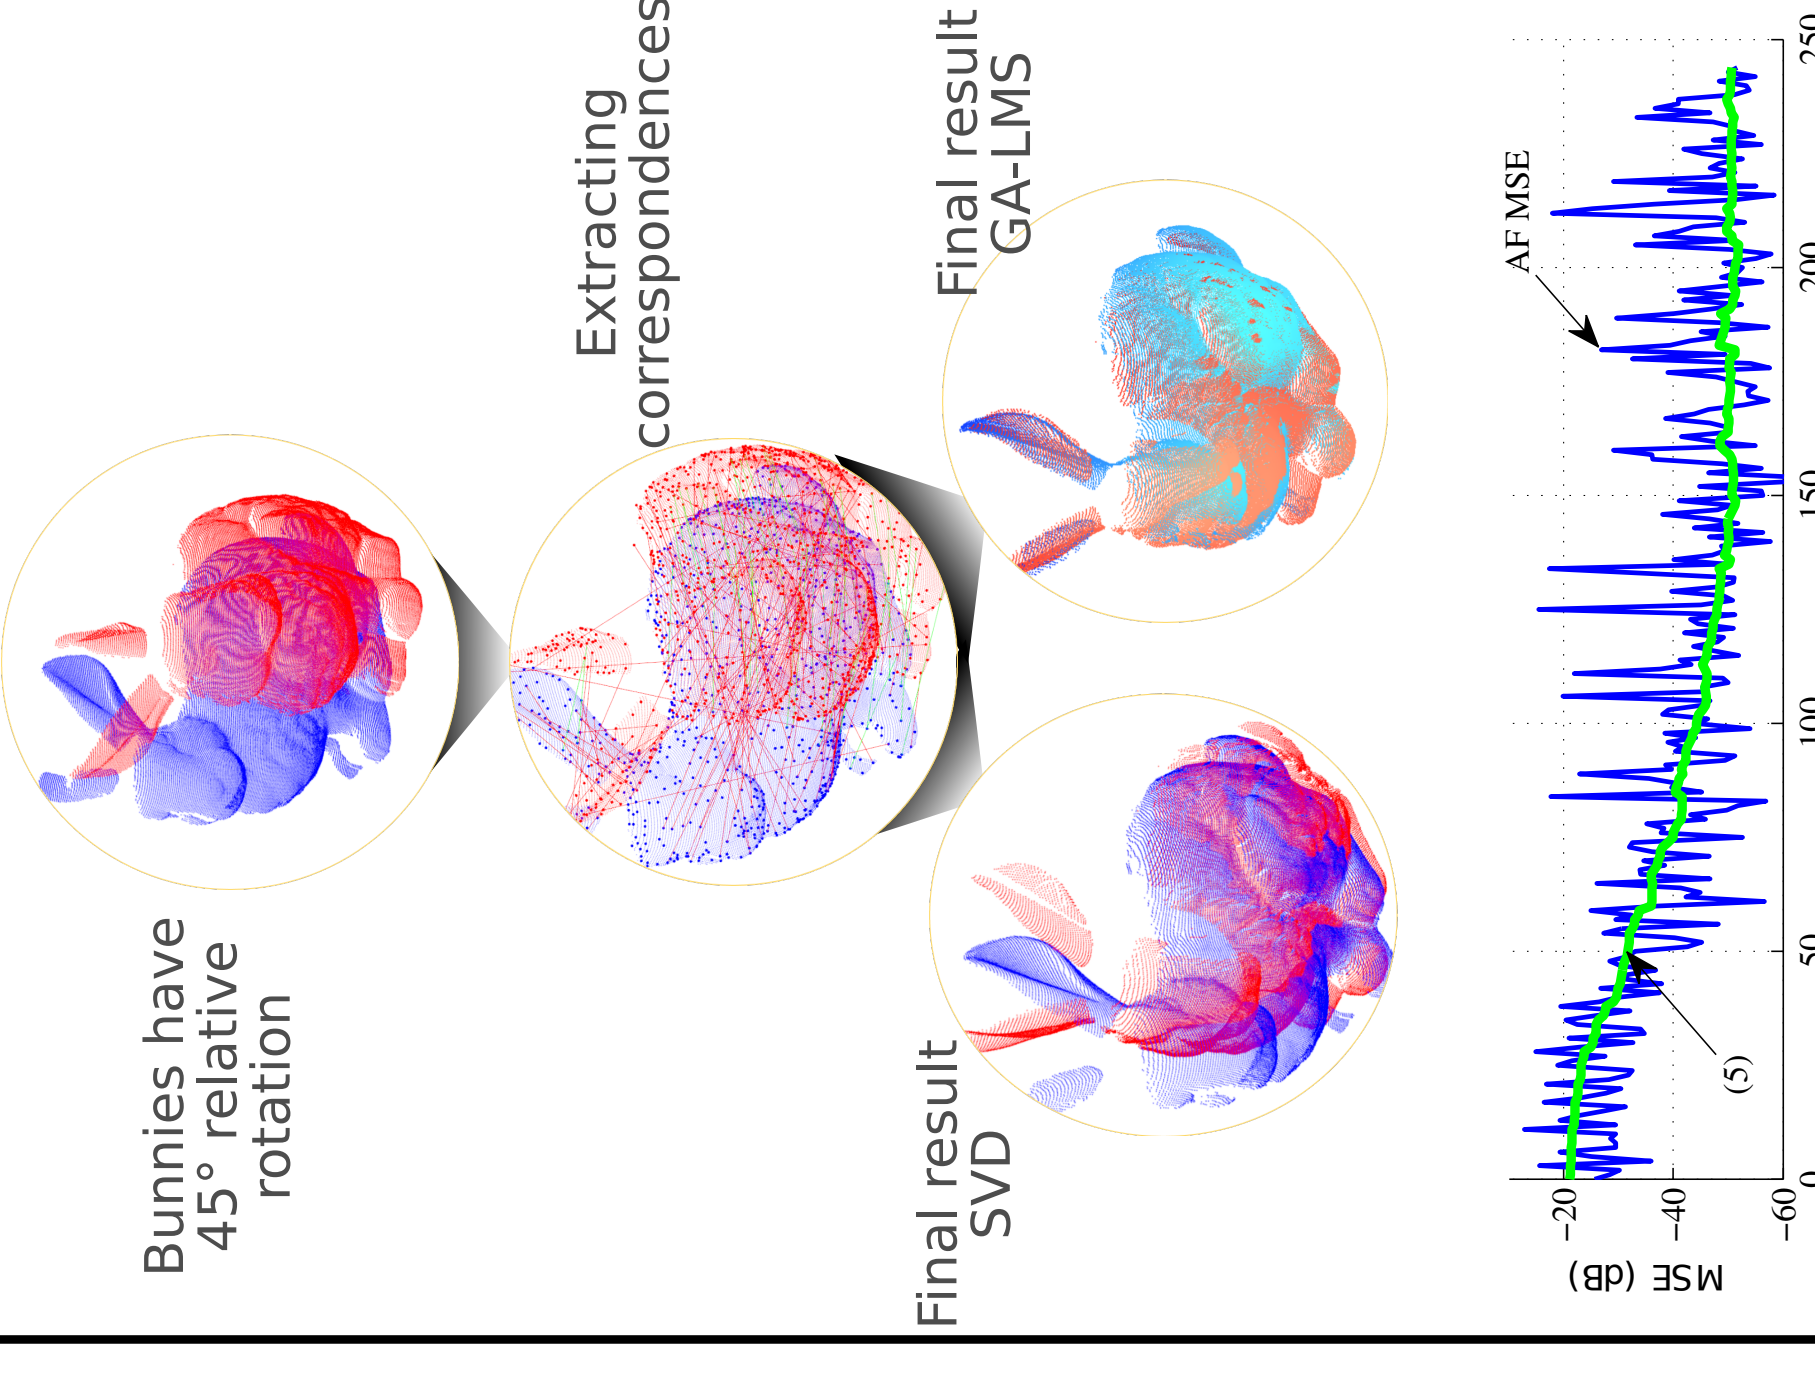 Bunnies have
45° relative
rotation
Extracting
correspondences
Final result
SVD
Final result
GA-LMS
AF MSE
(5)
MSE (dB)
−20
−40
−60
0
50
100
150
200
250